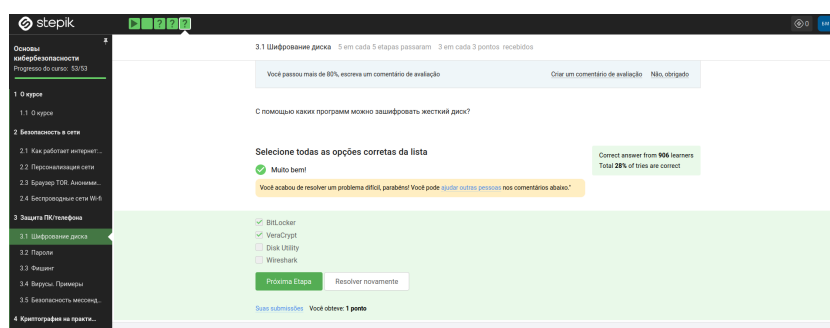 stepik
0
Основы кибербезопасности
Progresso do curso: 53/53
1 О курсе
1.1 О курсе
2 Безопасность в сети
2.1 Как работает интернет:...
2.2 Персонализация сети
2.3 Браузер TOR. Аноними...
2.4 Беспроводные сети Wi-fi
3 Защита ПК/телефона
3.1 Шифрование диска
3.2 Пароли
3.3 Фишинг
3.4 Вирусы. Примеры
3.5 Безопасность мессенд...
4 Криптография на практи...
3.1 Шифрование диска 5 em cada 5 etapas passaram 3 em cada 3 pontos recebidos
Você passou mais de 80%, escreva um comentário de avaliação Criar um comentário de avaliação Não, obrigado
С помощью каких программ можно зашифровать жесткий диск?
Selecione todas as opções corretas da lista
Muito bem!
Você acabou de resolver um problema difícil, parabéns! Você pode ajudar outras pessoas nos comentários abaixo."
Correct answer from 906 learners
Total 28% of tries are correct
BitLocker
VeraCrypt
Disk Utility
Wireshark
Próxima Etapa Resolver novamente
Suas submissões Você obteve: 1 ponto